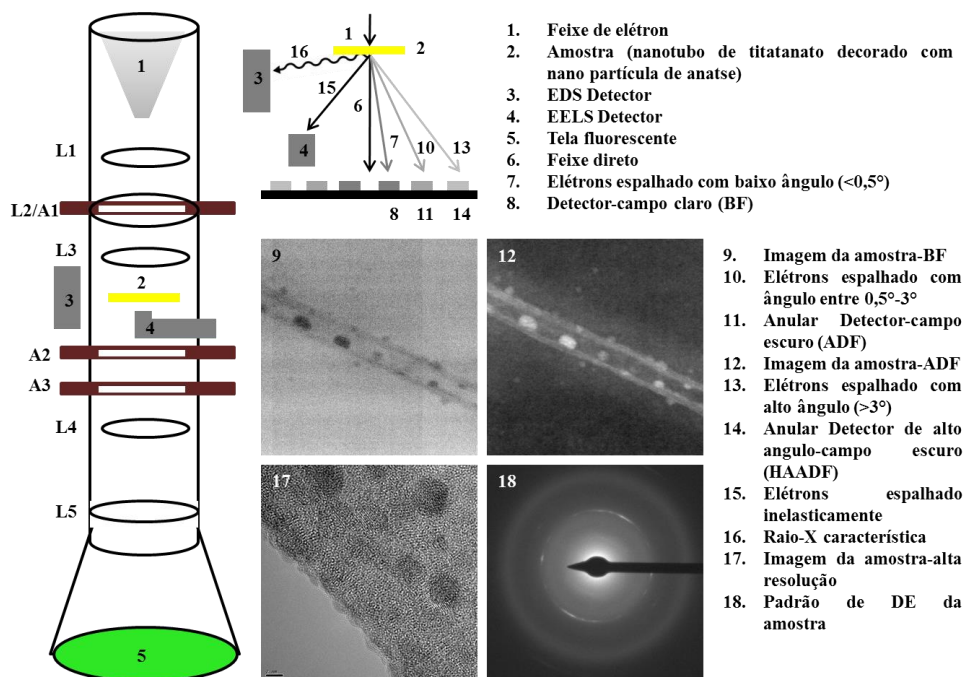 1
L1
L2/A1
L3
2
3
4
A2
A3
L4
L5
5
1
2
16
3
15
6
4
7
10
13
8
11
14
1. Feixe de elétron
2. Amostra (nanotubo de titatanato decorado com
nano partícula de anatse)
3. EDS Detector
4. EELS Detector
5. Tela fluorescente
6. Feixe direto
7. Elétrons espalhado com baixo ângulo (<0,5°)
8. Detector-campo claro (BF)
9
12
17
18
9. Imagem da amostra-BF
10. Elétrons espalhado com
ângulo entre 0,5°-3°
11. Anular Detector-campo
escuro (ADF)
12. Imagem da amostra-ADF
13. Elétrons espalhado com
alto ângulo (>3°)
14. Anular Detector de alto
angulo-campo escuro
(HAADF)
15. Elétrons espalhado
inelasticamente
16. Raio-X característica
17. Imagem da amostra-alta
resolução
18. Padrão de DE da
amostra